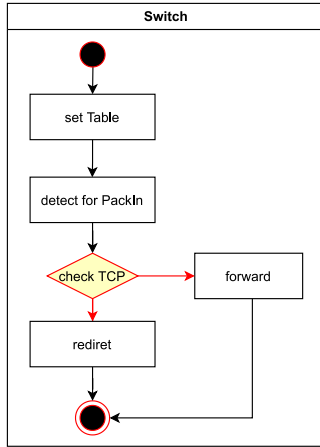 Switch
set Table
detect for PackIn
check TCP
forward
rediret